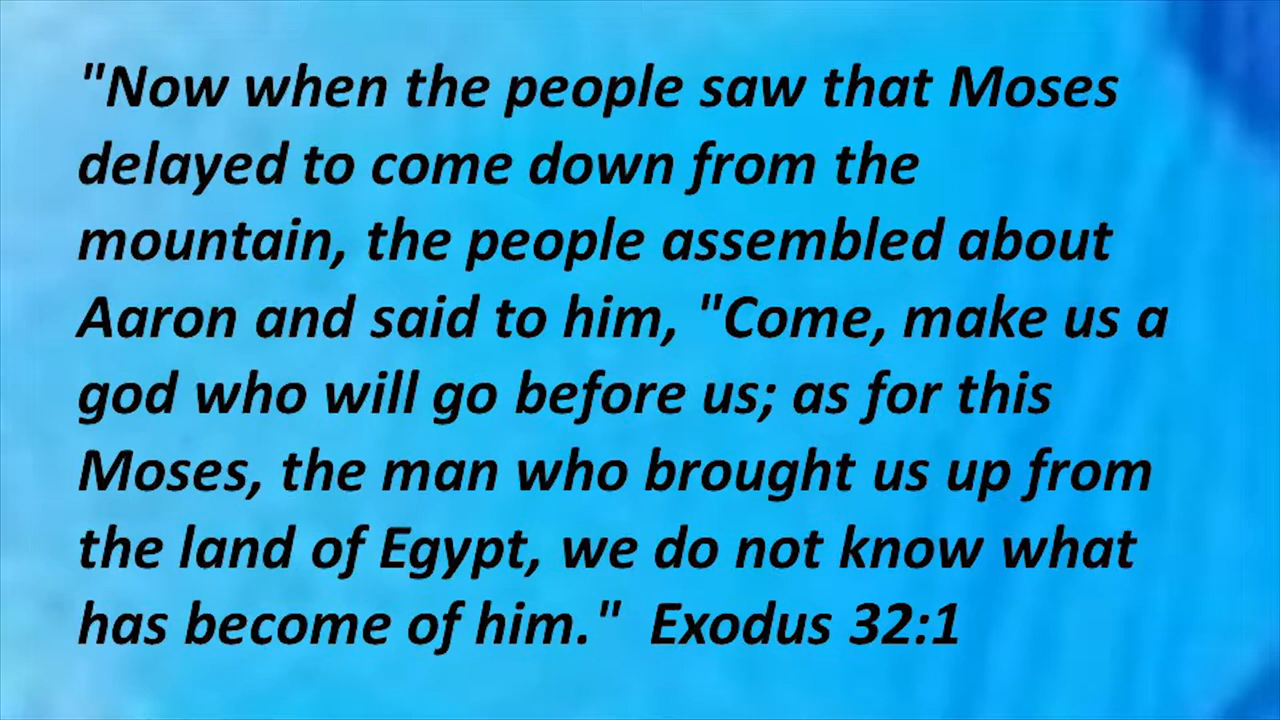 "Now when the people saw that Moses
delayed to come down from the
mountain, the people assembled about
Aaron and said to him, "Come, make us a
god who will go before us; as for this
Moses, the man who brought us up from
the land of Egypt, we do not know what
has become of him."  Exodus 32:1